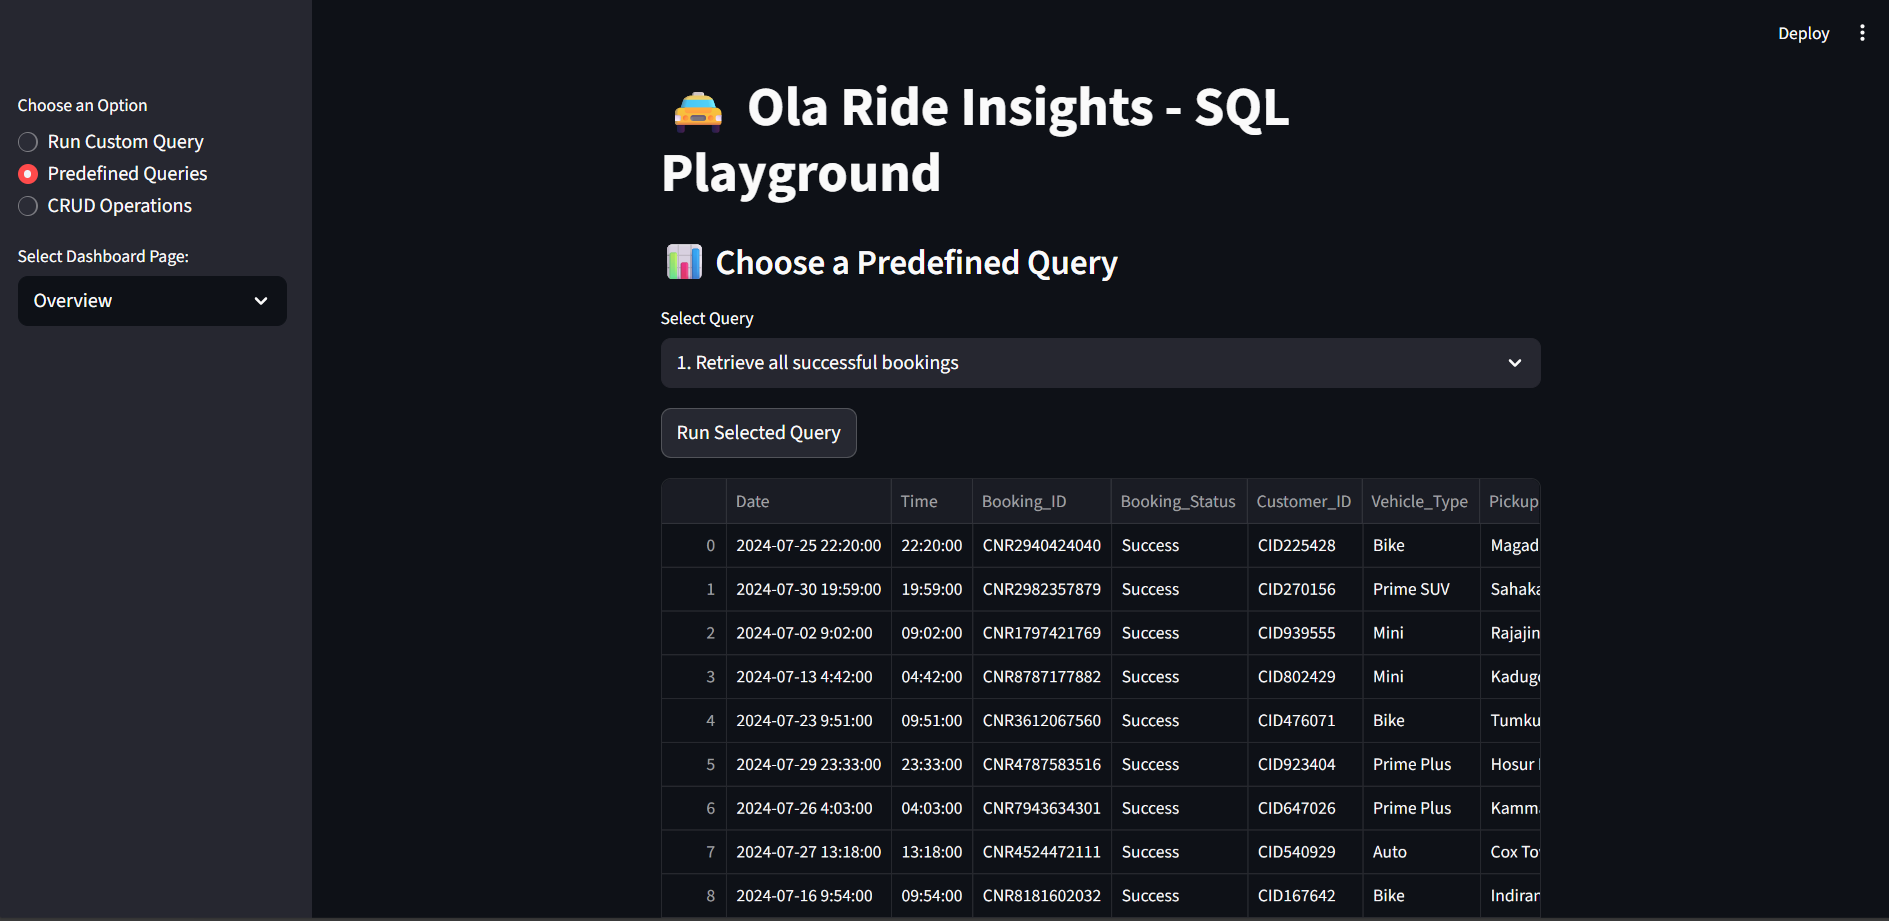 Deploy
Choose an Option
Run Custom Query
Predefined Queries
CRUD Operations
Select Dashboard Page:
Overview
Ola Ride Insights - SQL
Playground
Choose a Predefined Query
Select Query
1. Retrieve all successful bookings
Run Selected Query
Date Time Booking_ID Booking_Status Customer_ID Vehicle_Type Pickup
0 2024-07-25 22:20:00 22:20:00 CNR2940424040 Success CID225428 Bike Magad
1 2024-07-30 19:59:00 19:59:00 CNR2982357879 Success CID270156 Prime SUV Sahaka
2 2024-07-02 9:02:00 09:02:00 CNR1797421769 Success CID939555 Mini Rajajin
3 2024-07-13 4:42:00 04:42:00 CNR8787177882 Success CID802429 Mini Kadug
4 2024-07-23 9:51:00 09:51:00 CNR3612067560 Success CID476071 Bike Tumku
5 2024-07-29 23:33:00 23:33:00 CNR4787583516 Success CID923404 Prime Plus Hosur
6 2024-07-26 4:03:00 04:03:00 CNR7943634301 Success CID647026 Prime Plus Kamm
7 2024-07-27 13:18:00 13:18:00 CNR4524472111 Success CID540929 Auto Cox To
8 2024-07-16 9:54:00 09:54:00 CNR8181602032 Success CID167642 Bike Indiran